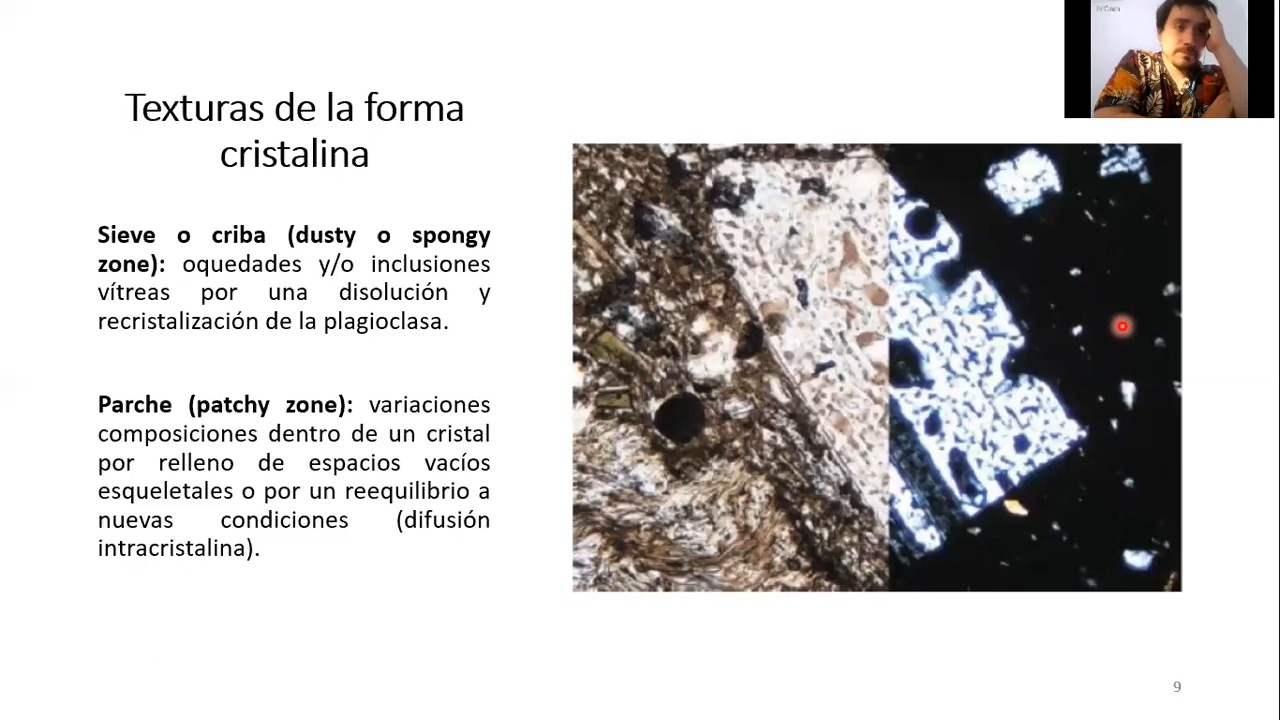 Texturas de la forma
cristalina
Sieve o criba (dusty o spongy
zone): oquedades y/o inclusiones
vítreas por una disolución y
recristalización de la plagioclasa.
Parche (patchy zone): variaciones
composiciones dentro de un cristal
por relleno de espacios vacíos
esqueletales o por un reequilibrio a
nuevas condiciones (difusión
intracristalina).
9